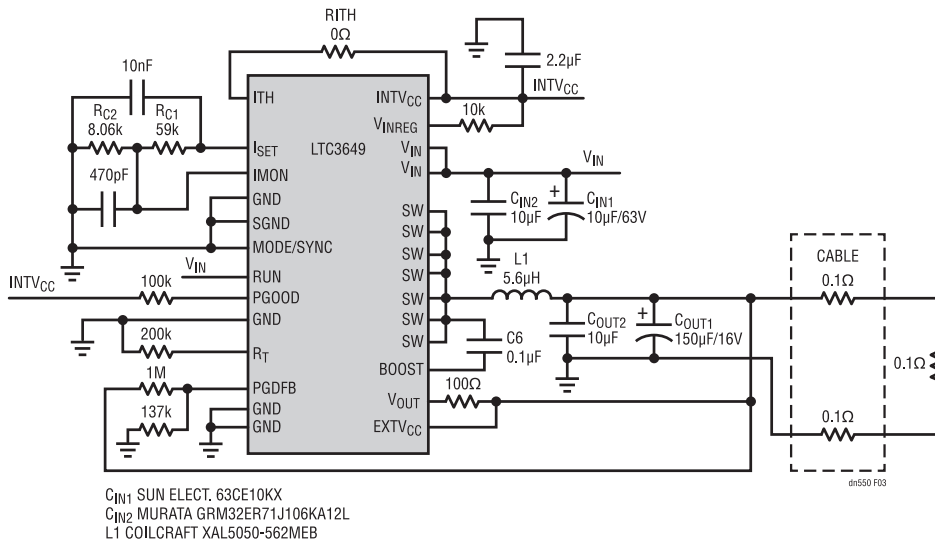 RITH
0Ω
10nF
2.2µF
ITH
INTVCC
INTVCC
RC2
8.06k
RC1
59k
10k
VINREG
LTC3649
ISET
VIN
VIN
VIN
470pF
IMON
GND
CIN2
10µF
+
CIN1
10µF/63V
SGND
SW
SW
MODE/SYNC
SW
VIN
RUN
SW
L1
5.6µH
CABLE
0.1Ω
INTVCC
100k
PGOOD
SW
GND
SW
SW
COUT2
10µF
+
COUT1
150µF/16V
200k
RT
C6
0.1µF
0.1Ω
BOOST
1M
PGDFB
100Ω
VOUT
137k
GND
GND
EXTVCC
0.1Ω
dn550 F03
CIN1 SUN ELECT. 63CE10KX
CIN2 MURATA GRM32ER71J106KA12L
L1 COILCRAFT XAL5050-562MEB